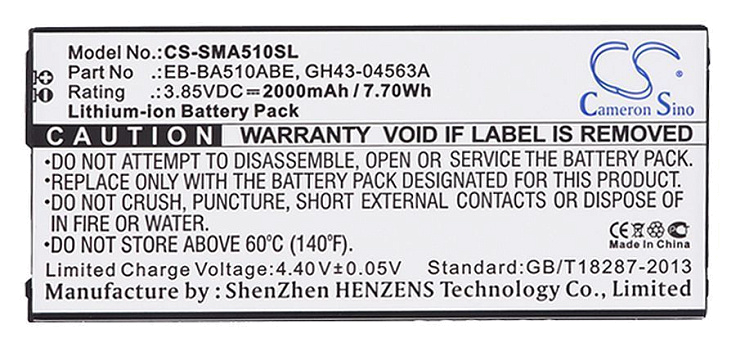 Model No.:CS-SMA510SL
Part No :EB-BA510ABE, GH43-04563A
Rating :3.85VDC⎓2000mAh/7.70Wh
Lithium-ion Battery Pack
CS
Cameron Sino
CAUTION WARRANTY VOID IF LABEL IS REMOVED
•DO NOT ATTEMPT TO DISASSEMBLE, OPEN OR SERVICE THE BATTERY PACK.
•REPLACE ONLY WITH THE BATTERY PACK DESIGNATED FOR THIS PRODUCT.
•DO NOT CRUSH, PUNCTURE, SHORT EXTERNAL CONTACTS OR DISPOSE OF
IN FIRE OR WATER.
•DO NOT STORE ABOVE 60°C (140°F).
CE
Made In China
Limited Charge Voltage:4.40V±0.05V Standard:GB/T18287-2013
Manufacture by：ShenZhen HENZENS Technology Co., Limited